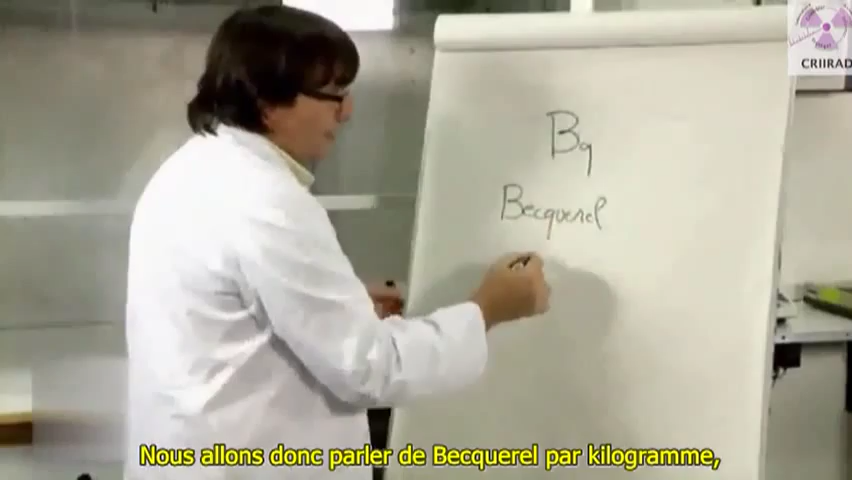 CRIIRAD
Bq
Becquerel
Nous allons donc parler de Becquerel par kilogramme,